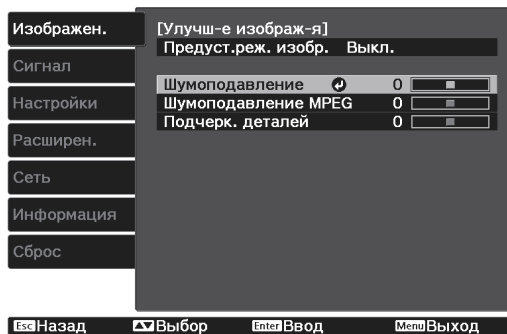 Изображен.
Сигнал
Настройки
Расширен.
Сеть
Информация
Сброс
[Улучш-е изображ-я]
Предуст.реж. изобр. Выкл.
Шумоподавление 0
Шумоподавление MPEG 0
Подчерк. деталей 0
Esc Назад Выбор Enter Ввод Menu Выход